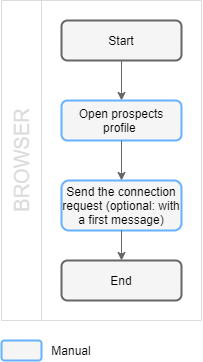 BROWSER
Start
Open prospects
profile
Send the connection
request (optional: with
a first message)
End
Manual